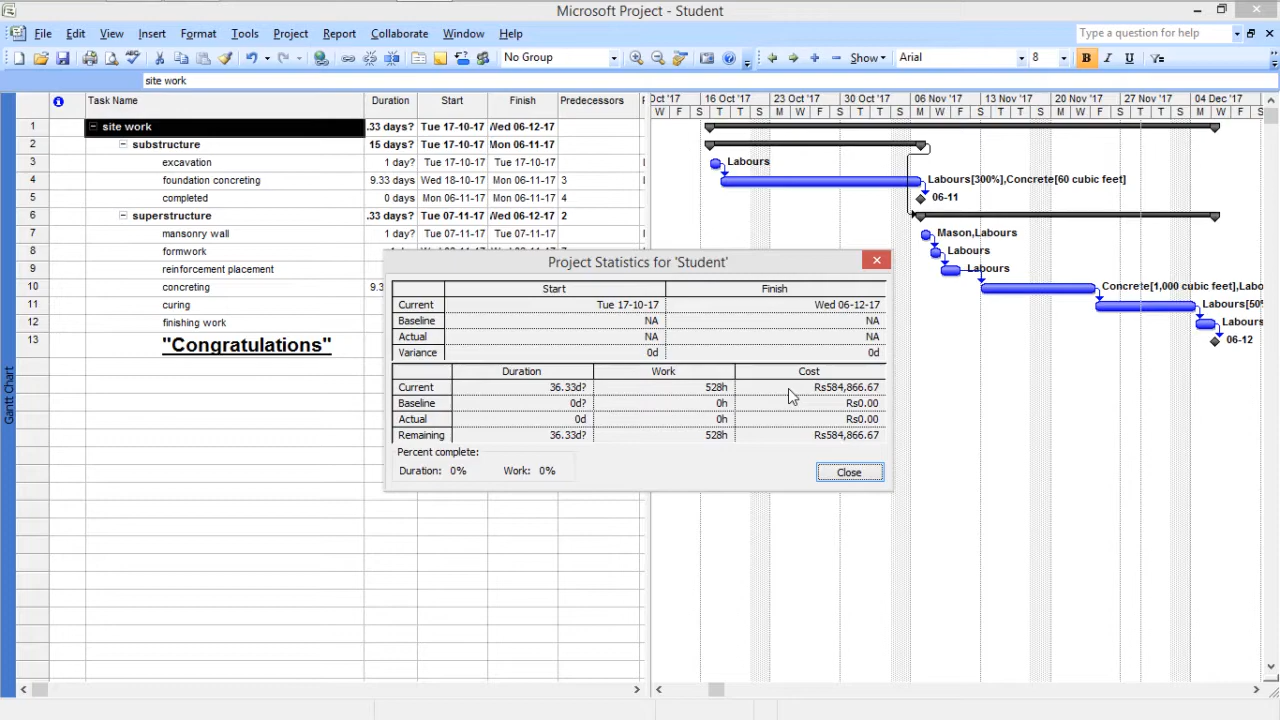 Microsoft Project - Student
File Edit View Insert Format Tools Project Report Collaborate Window Help Type a question for help
No Group Show Arial 8 B I U
site work
Task Name Duration Start Finish Predecessors
Oct '17 16 Oct '17 23 Oct '17 30 Oct '17 06 Nov '17 13 Nov '17 20 Nov '17 27 Nov '17 04 Dec '17
W F S T T S M W F S T T S M W F S T T S M W F S
1 site work .33 days? Tue 17-10-17 Wed 06-12-17
2 substructure 15 days? Tue 17-10-17 Mon 06-11-17
3 excavation 1 day? Tue 17-10-17 Tue 17-10-17 Labours
4 foundation concreting 9.33 days Wed 18-10-17 Mon 06-11-17 3 Labours[300%],Concrete[60 cubic feet]
5 completed 0 days Mon 06-11-17 Mon 06-11-17 4 06-11
6 superstructure .33 days? Tue 07-11-17 Wed 06-12-17 2
7 mansonry wall 1 day? Tue 07-11-17 Tue 07-11-17 Mason,Labours
8 formwork Labours
9 reinforcement placement Labours
10 concreting 9.3 Concrete[1,000 cubic feet],Labo
11 curing Labours[50%
12 finishing work Labours
13 "Congratulations" 06-12
Gantt Chart
Project Statistics for 'Student'
Start Finish
Current Tue 17-10-17 Wed 06-12-17
Baseline NA NA
Actual NA NA
Variance 0d 0d
Duration Work Cost
Current 36.33d? 528h Rs584,866.67
Baseline 0d? 0h Rs0.00
Actual 0d 0h Rs0.00
Remaining 36.33d? 528h Rs584,866.67
Percent complete:
Duration: 0% Work: 0%
Close